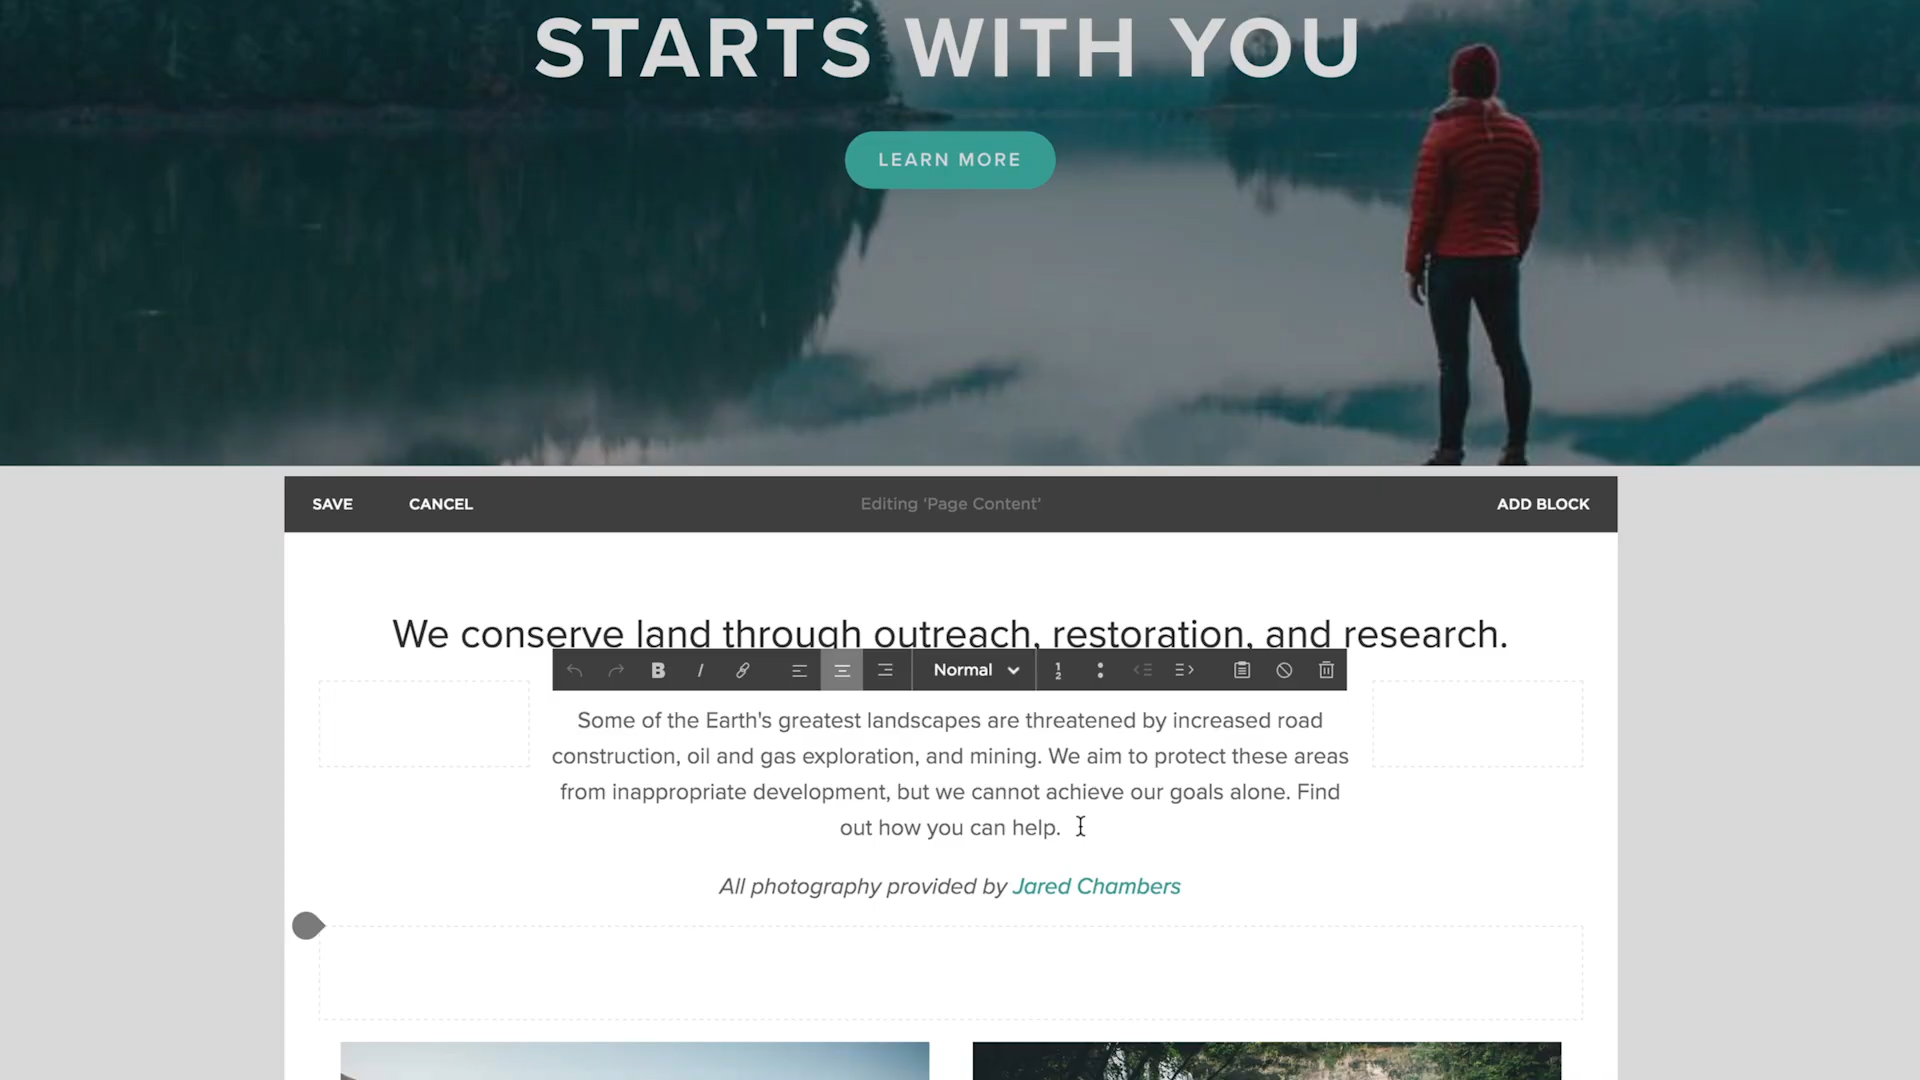 STARTS WITH YOU
LEARN MORE
SAVE CANCEL Editing 'Page Content' ADD BLOCK
We conserve land through outreach, restoration, and research.
Normal
Some of the Earth's greatest landscapes are threatened by increased road
construction, oil and gas exploration, and mining. We aim to protect these areas
from inappropriate development, but we cannot achieve our goals alone. Find
out how you can help.
All photography provided by Jared Chambers